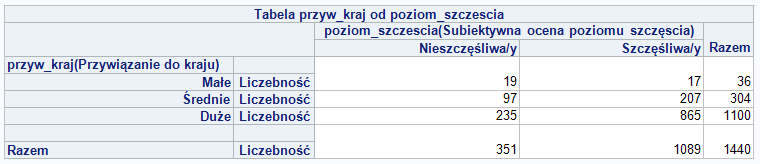 Tabela przyw_kraj od poziom_szczescia
poziom_szczescia(Subiektywna ocena poziomu szczęscia)
Nieszczęśliwa/y Szczęśliwa/y Razem
przyw_kraj(Przywiązanie do kraju)
Małe Liczebność 19 17 36
Średnie Liczebność 97 207 304
Duże Liczebność 235 865 1100
Razem Liczebność 351 1089 1440